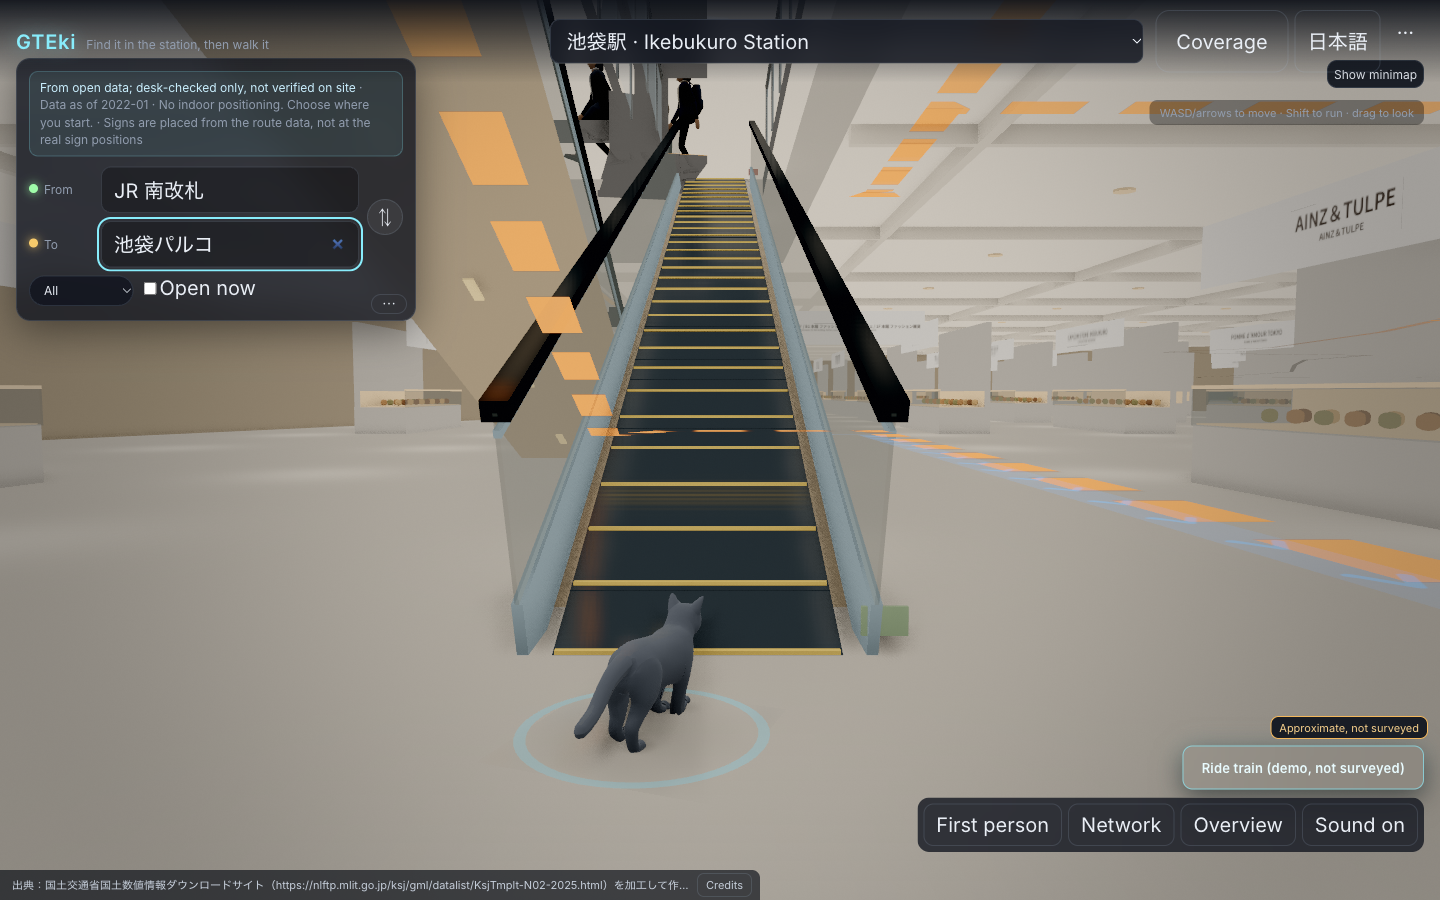 GTEki Find it in the station, then walk it
池袋駅 · Ikebukuro Station
Coverage
日本語
...
Show minimap
WASD/arrows to move · Shift to run · drag to look
From open data; desk-checked only, not verified on site ·
Data as of 2022-01 · No indoor positioning. Choose where
you start. · Signs are placed from the route data, not at the
real sign positions
From
JR 南改札
To
池袋パルコ
All
Open now
...
AINZ & TULPE
AINZ & TULPE
Approximate, not surveyed
Ride train (demo, not surveyed)
First person
Network
Overview
Sound on
出典：国土交通省国土数値情報ダウンロードサイト（https://nlftp.mlit.go.jp/ksj/gml/datalist/KsjTmplt-N02-2025.html）を加工して作...
Credits